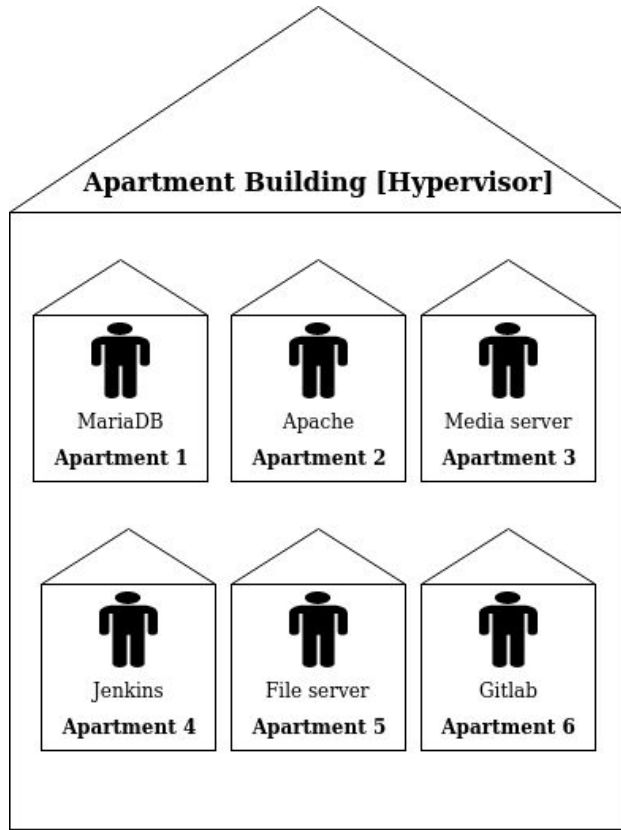 Apartment Building [Hypervisor]
MariaDB
Apartment 1
Apache
Apartment 2
Media server
Apartment 3
Jenkins
Apartment 4
File server
Apartment 5
Gitlab
Apartment 6